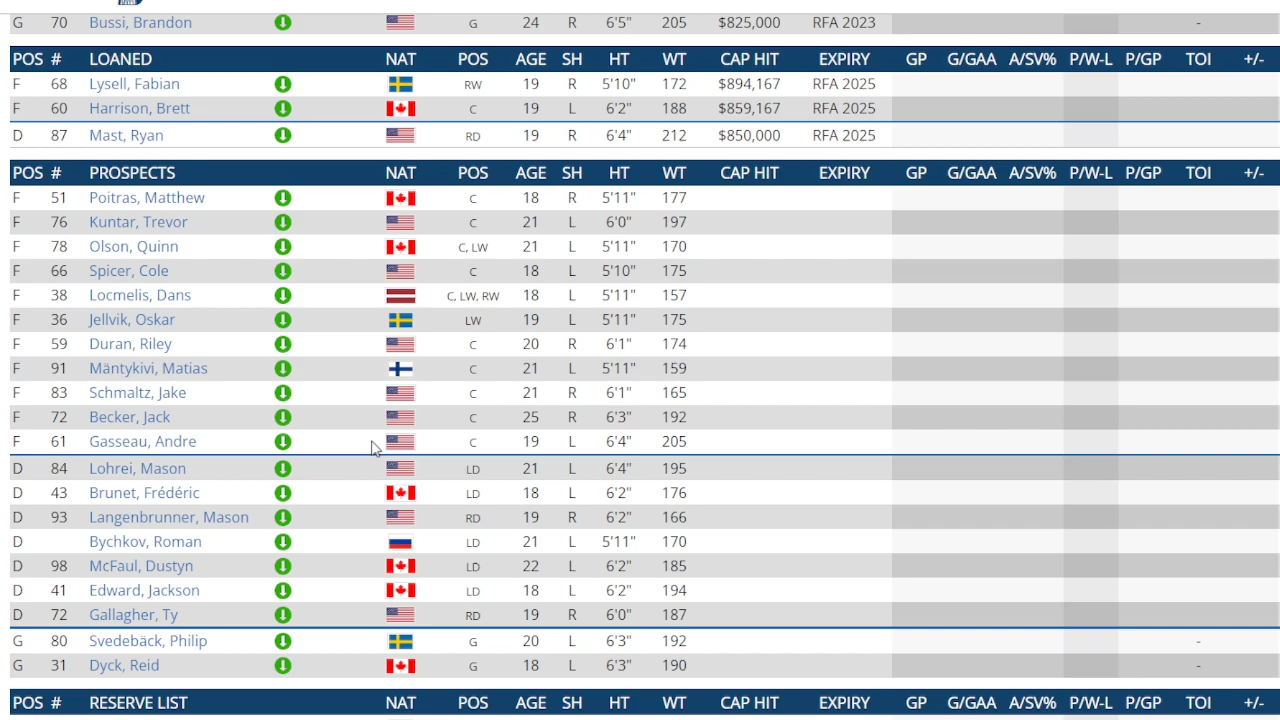 G 70 Bussi, Brandon G 24 R 6'5" 205 $825,000 RFA 2023 -
POS # LOANED NAT POS AGE SH HT WT CAP HIT EXPIRY GP G/GAA A/SV% P/W-L P/GP TOI +/-
F 68 Lysell, Fabian RW 19 R 5'10" 172 $894,167 RFA 2025
F 60 Harrison, Brett C 19 L 6'2" 188 $859,167 RFA 2025
D 87 Mast, Ryan RD 19 R 6'4" 212 $850,000 RFA 2025
POS # PROSPECTS NAT POS AGE SH HT WT CAP HIT EXPIRY GP G/GAA A/SV% P/W-L P/GP TOI +/-
F 51 Poitras, Matthew C 18 R 5'11" 177
F 76 Kuntar, Trevor C 21 L 6'0" 197
F 78 Olson, Quinn C, LW 21 L 5'11" 170
F 66 Spicer, Cole C 18 L 5'10" 175
F 38 Locmelis, Dans C, LW, RW 18 L 5'11" 157
F 36 Jellvik, Oskar LW 19 L 5'11" 175
F 59 Duran, Riley C 20 R 6'1" 174
F 91 Mäntykivi, Matias C 21 L 5'11" 159
F 83 Schmaltz, Jake C 21 R 6'1" 165
F 72 Becker, Jack C 25 R 6'3" 192
F 61 Gasseau, Andre C 19 L 6'4" 205
D 84 Lohrei, Mason LD 21 L 6'4" 195
D 43 Brunet, Frédéric LD 18 L 6'2" 176
D 93 Langenbrunner, Mason RD 19 R 6'2" 166
D Bychkov, Roman LD 21 L 5'11" 170
D 98 McFaul, Dustyn LD 22 L 6'2" 185
D 41 Edward, Jackson LD 18 L 6'2" 194
D 72 Gallagher, Ty RD 19 R 6'0" 187
G 80 Svedebäck, Philip G 20 L 6'3" 192 -
G 31 Dyck, Reid G 18 L 6'3" 190 -
POS # RESERVE LIST NAT POS AGE SH HT WT CAP HIT EXPIRY GP G/GAA A/SV% P/W-L P/GP TOI +/-